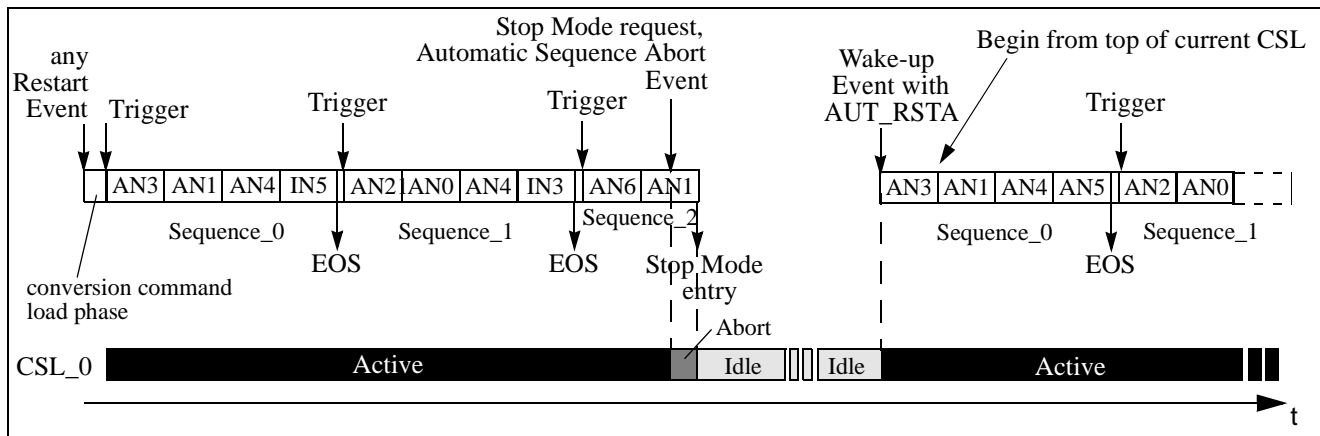 Stop Mode request,
Automatic Sequence Abort
Event
any
Restart
Event
Trigger
Trigger
Trigger
Wake-up
Event with
AUT_RSTA
Begin from top of current CSL
Trigger
AN3 AN1 AN4 IN5 AN21 AN0 AN4 IN3 AN6 AN1
AN3 AN1 AN4 AN5 AN2 AN0
Sequence_0
Sequence_1
Sequence_2
Sequence_0
Sequence_1
EOS
EOS
Stop Mode
entry
EOS
conversion command
load phase
Abort
CSL_0
Active
Idle
Idle
Active
t